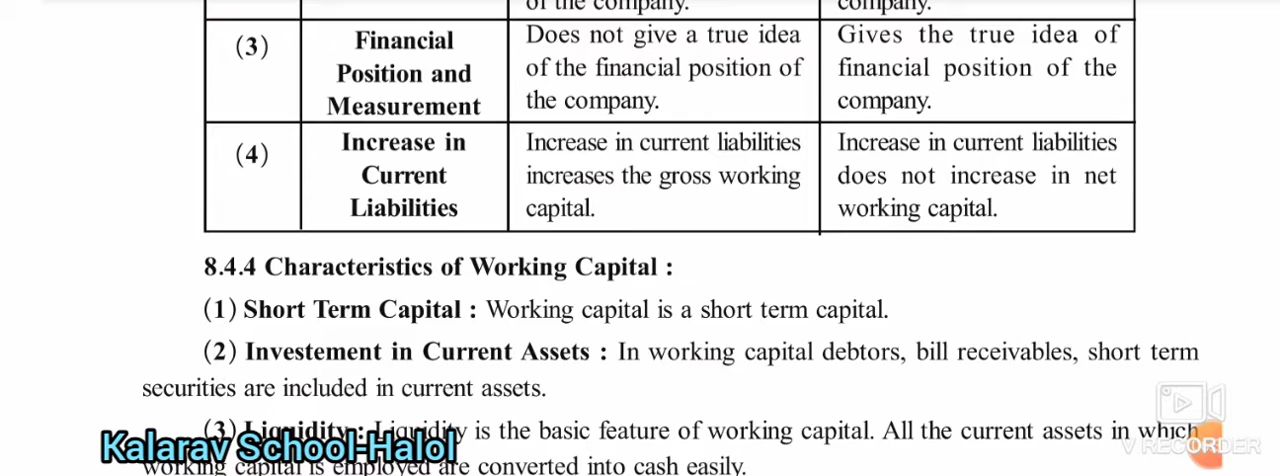 of the company.
company.
(3)
Financial
Position and
Measurement
Does not give a true idea
of the financial position of
the company.
Gives the true idea of
financial position of the
company.
(4)
Increase in
Current
Liabilities
Increase in current liabilities
increases the gross working
capital.
Increase in current liabilities
does not increase in net
working capital.
8.4.4 Characteristics of Working Capital :
(1) Short Term Capital : Working capital is a short term capital.
(2) Investement in Current Assets : In working capital debtors, bill receivables, short term
securities are included in current assets.
(3) Liquidity : Liquidity is the basic feature of working capital. All the current assets in which
working capital is employed are converted into cash easily.
Kalarav School-Halol
V RECORDER